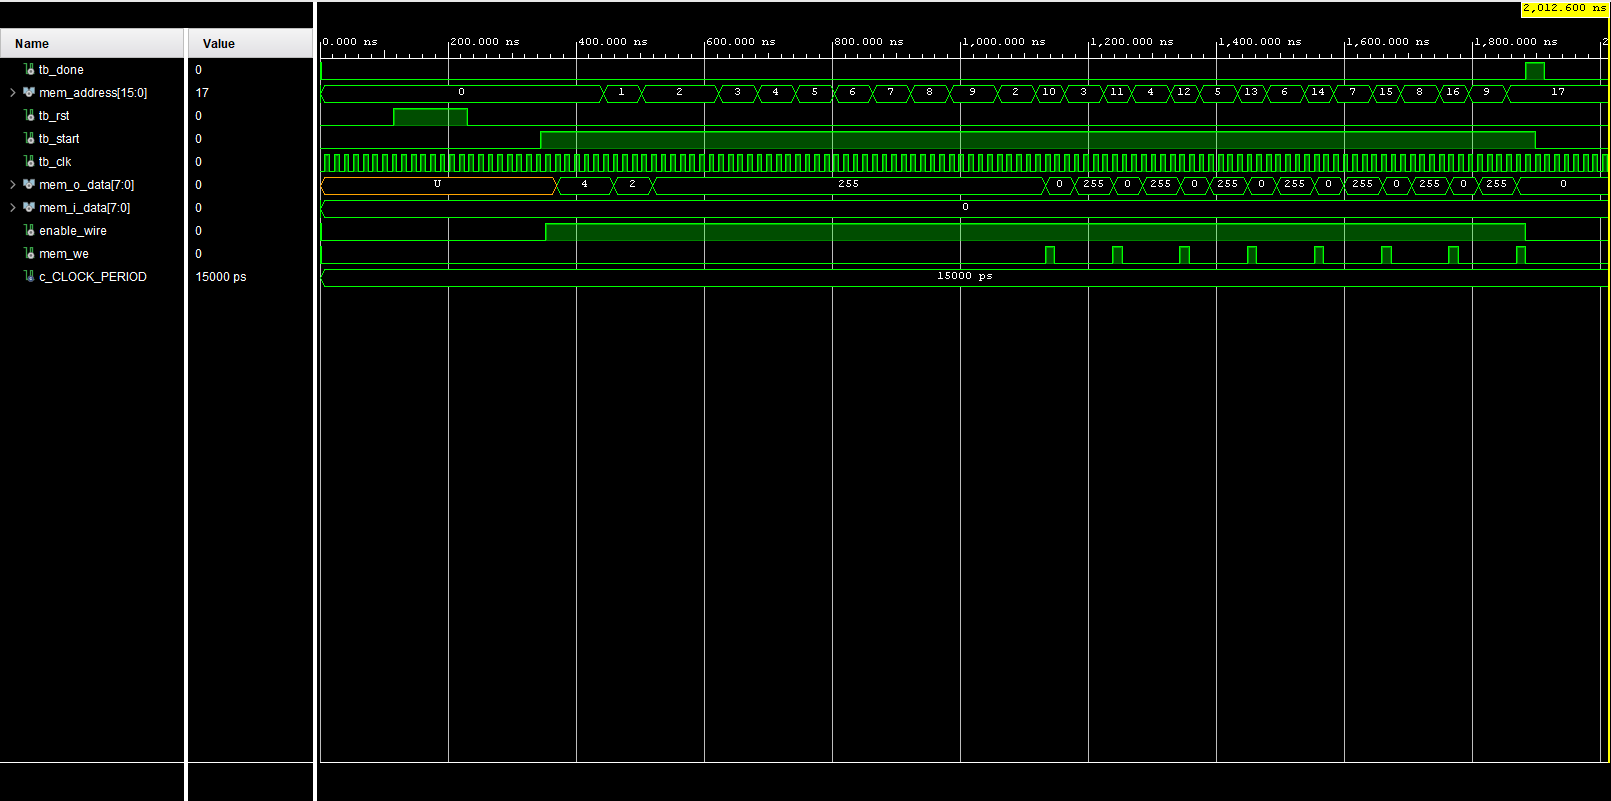 2,012.600 ns
Name Value 0.000 ns 200.000 ns 400.000 ns 600.000 ns 800.000 ns 1,000.000 ns 1,200.000 ns 1,400.000 ns 1,600.000 ns 1,800.000 ns 2
tb_done 0
mem_address[15:0] 17 0 1 2 3 4 5 6 7 8 9 2 10 3 11 4 12 5 13 6 14 7 15 8 16 9 17
tb_rst 0
tb_start 0
tb_clk 0
mem_o_data[7:0] 0 U 4 2 255 0 255 0 255 0 255 0 255 0 255 0 255 0 255 0
mem_i_data[7:0] 0 0
enable_wire 0
mem_we 0
c_CLOCK_PERIOD 15000 ps 15000 ps